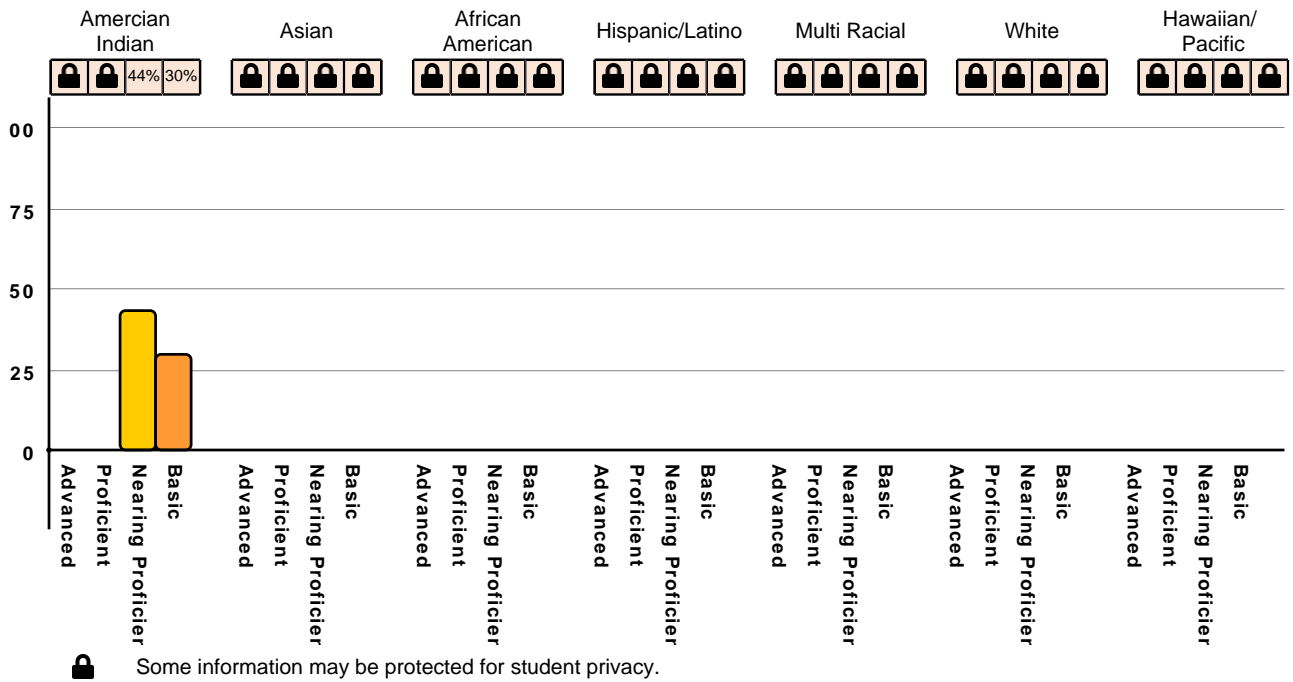 Amercian
Indian
Asian
African
American
Hispanic/Latino
Multi Racial
White
Hawaiian/
Pacific
44% 30%
00
75
50
25
0
Advanced
Proficient
Nearing Proficier
Basic
Advanced
Proficient
Nearing Proficier
Basic
Advanced
Proficient
Nearing Proficier
Basic
Advanced
Proficient
Nearing Proficier
Basic
Advanced
Proficient
Nearing Proficier
Basic
Advanced
Proficient
Nearing Proficier
Basic
Advanced
Proficient
Nearing Proficier
Basic
Some information may be protected for student privacy.